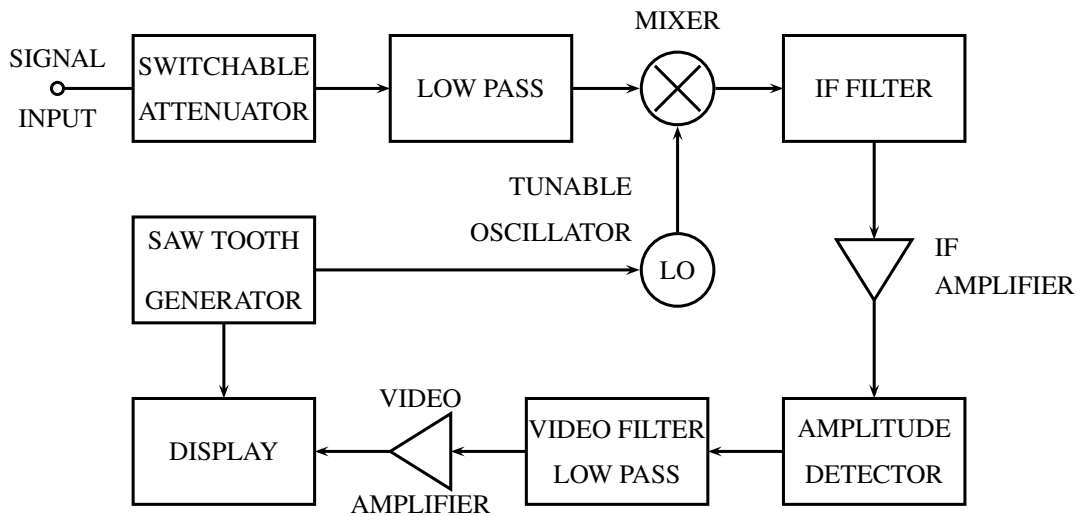 MIXER
SIGNAL
INPUT
SWITCHABLE
ATTENUATOR
LOW PASS
IF FILTER
TUNABLE
OSCILLATOR
SAW TOOTH
GENERATOR
LO
IF
AMPLIFIER
DISPLAY
VIDEO
AMPLIFIER
VIDEO FILTER
LOW PASS
AMPLITUDE
DETECTOR